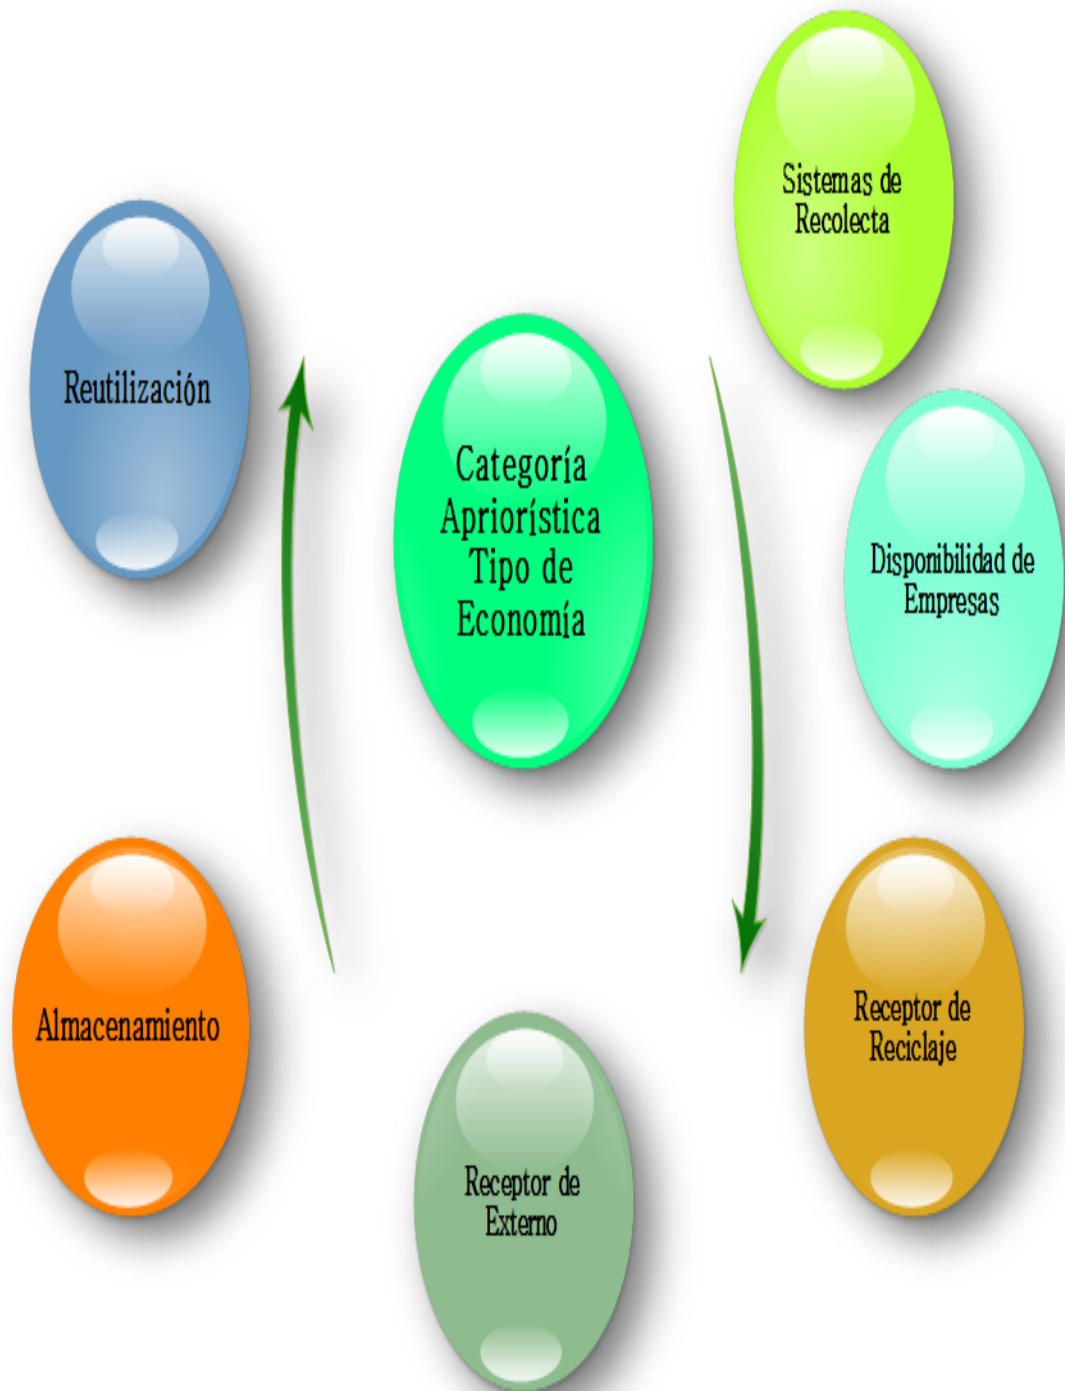 Sistemas de
Recolecta
Reutilización
Categoría
Apriorística
Tipo de
Economía
Disponibilidad de
Empresas
Almacenamiento
Receptor de
Reciclaje
Receptor de
Externo